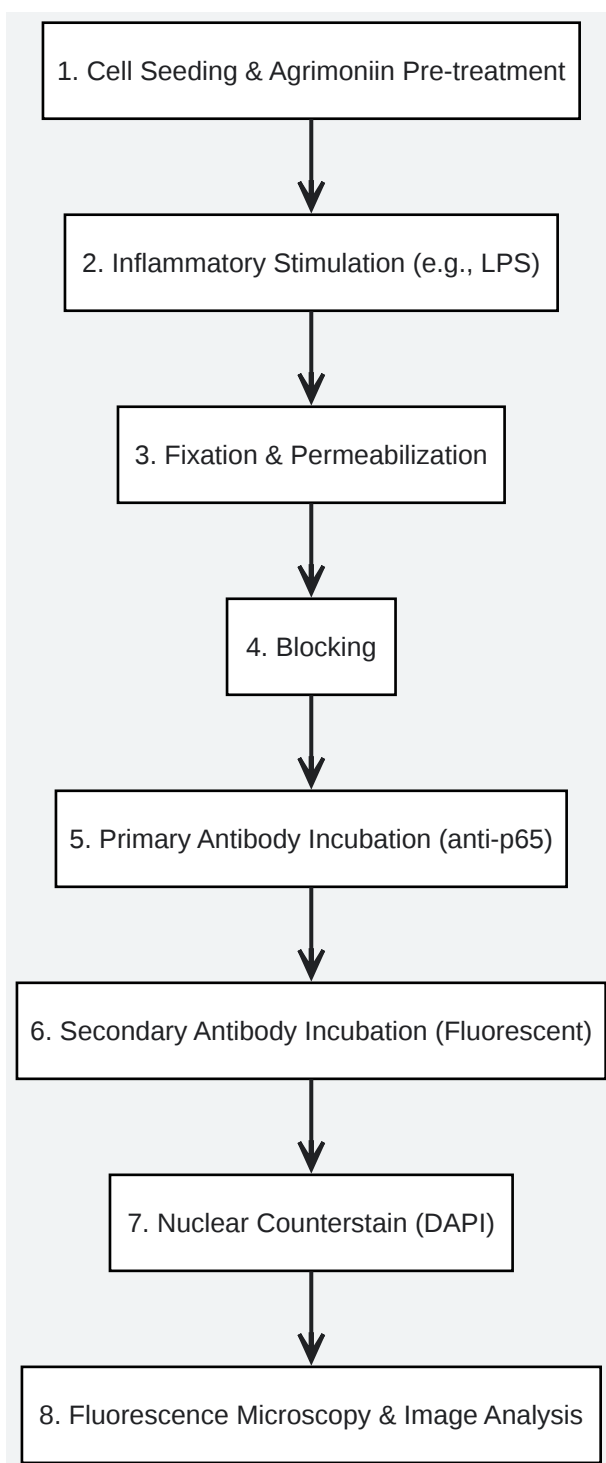 1. Cell Seeding & Agrimoniin Pre-treatment
2. Inflammatory Stimulation (e.g., LPS)
3. Fixation & Permeabilization
4. Blocking
5. Primary Antibody Incubation (anti-p65)
6. Secondary Antibody Incubation (Fluorescent)
7. Nuclear Counterstain (DAPI)
8. Fluorescence Microscopy & Image Analysis